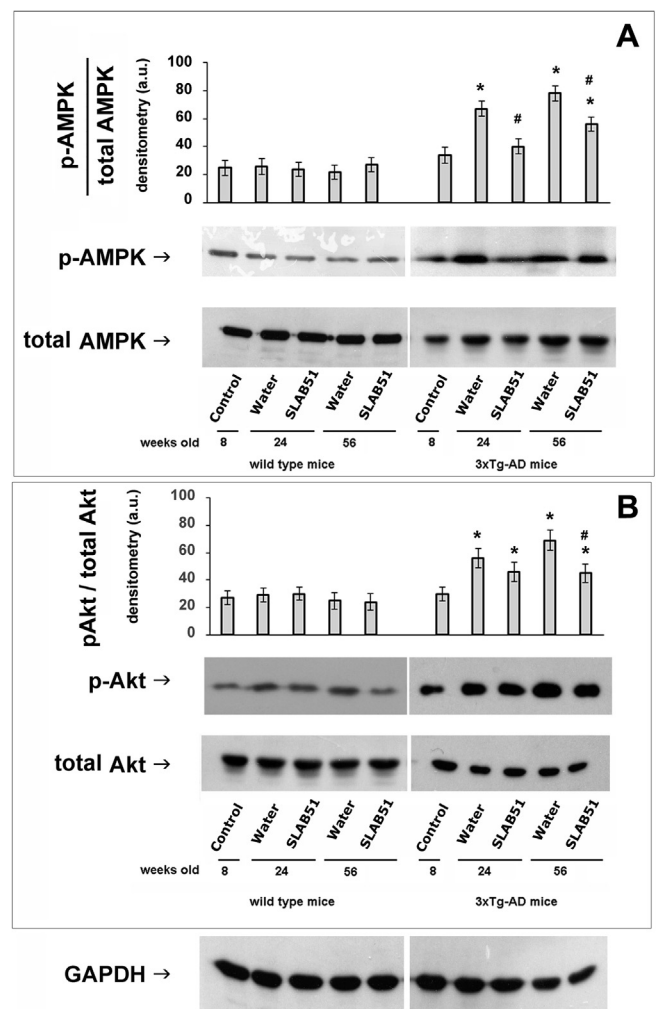 A
p-AMPK
total AMPK
densitometry (a.u.)
100
80
60
40
20
0
*
#
*
#
*
p-AMPK →
total AMPK →
Control
Water
SLAB51
Water
SLAB51
Control
Water
SLAB51
Water
SLAB51
weeks old 8 24 56 8 24 56
wild type mice 3xTg-AD mice
B
pAkt / total Akt
densitometry (a.u.)
100
80
60
40
20
0
*
*
*
#
*
p-Akt →
total Akt →
Control
Water
SLAB51
Water
SLAB51
Control
Water
SLAB51
Water
SLAB51
weeks old 8 24 56 8 24 56
wild type mice 3xTg-AD mice
GAPDH →